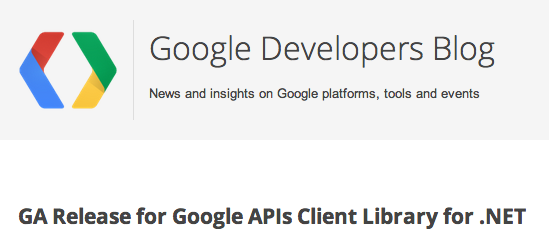 Google Developers Blog
News and insights on Google platforms, tools and events
GA Release for Google APIs Client Library for .NET